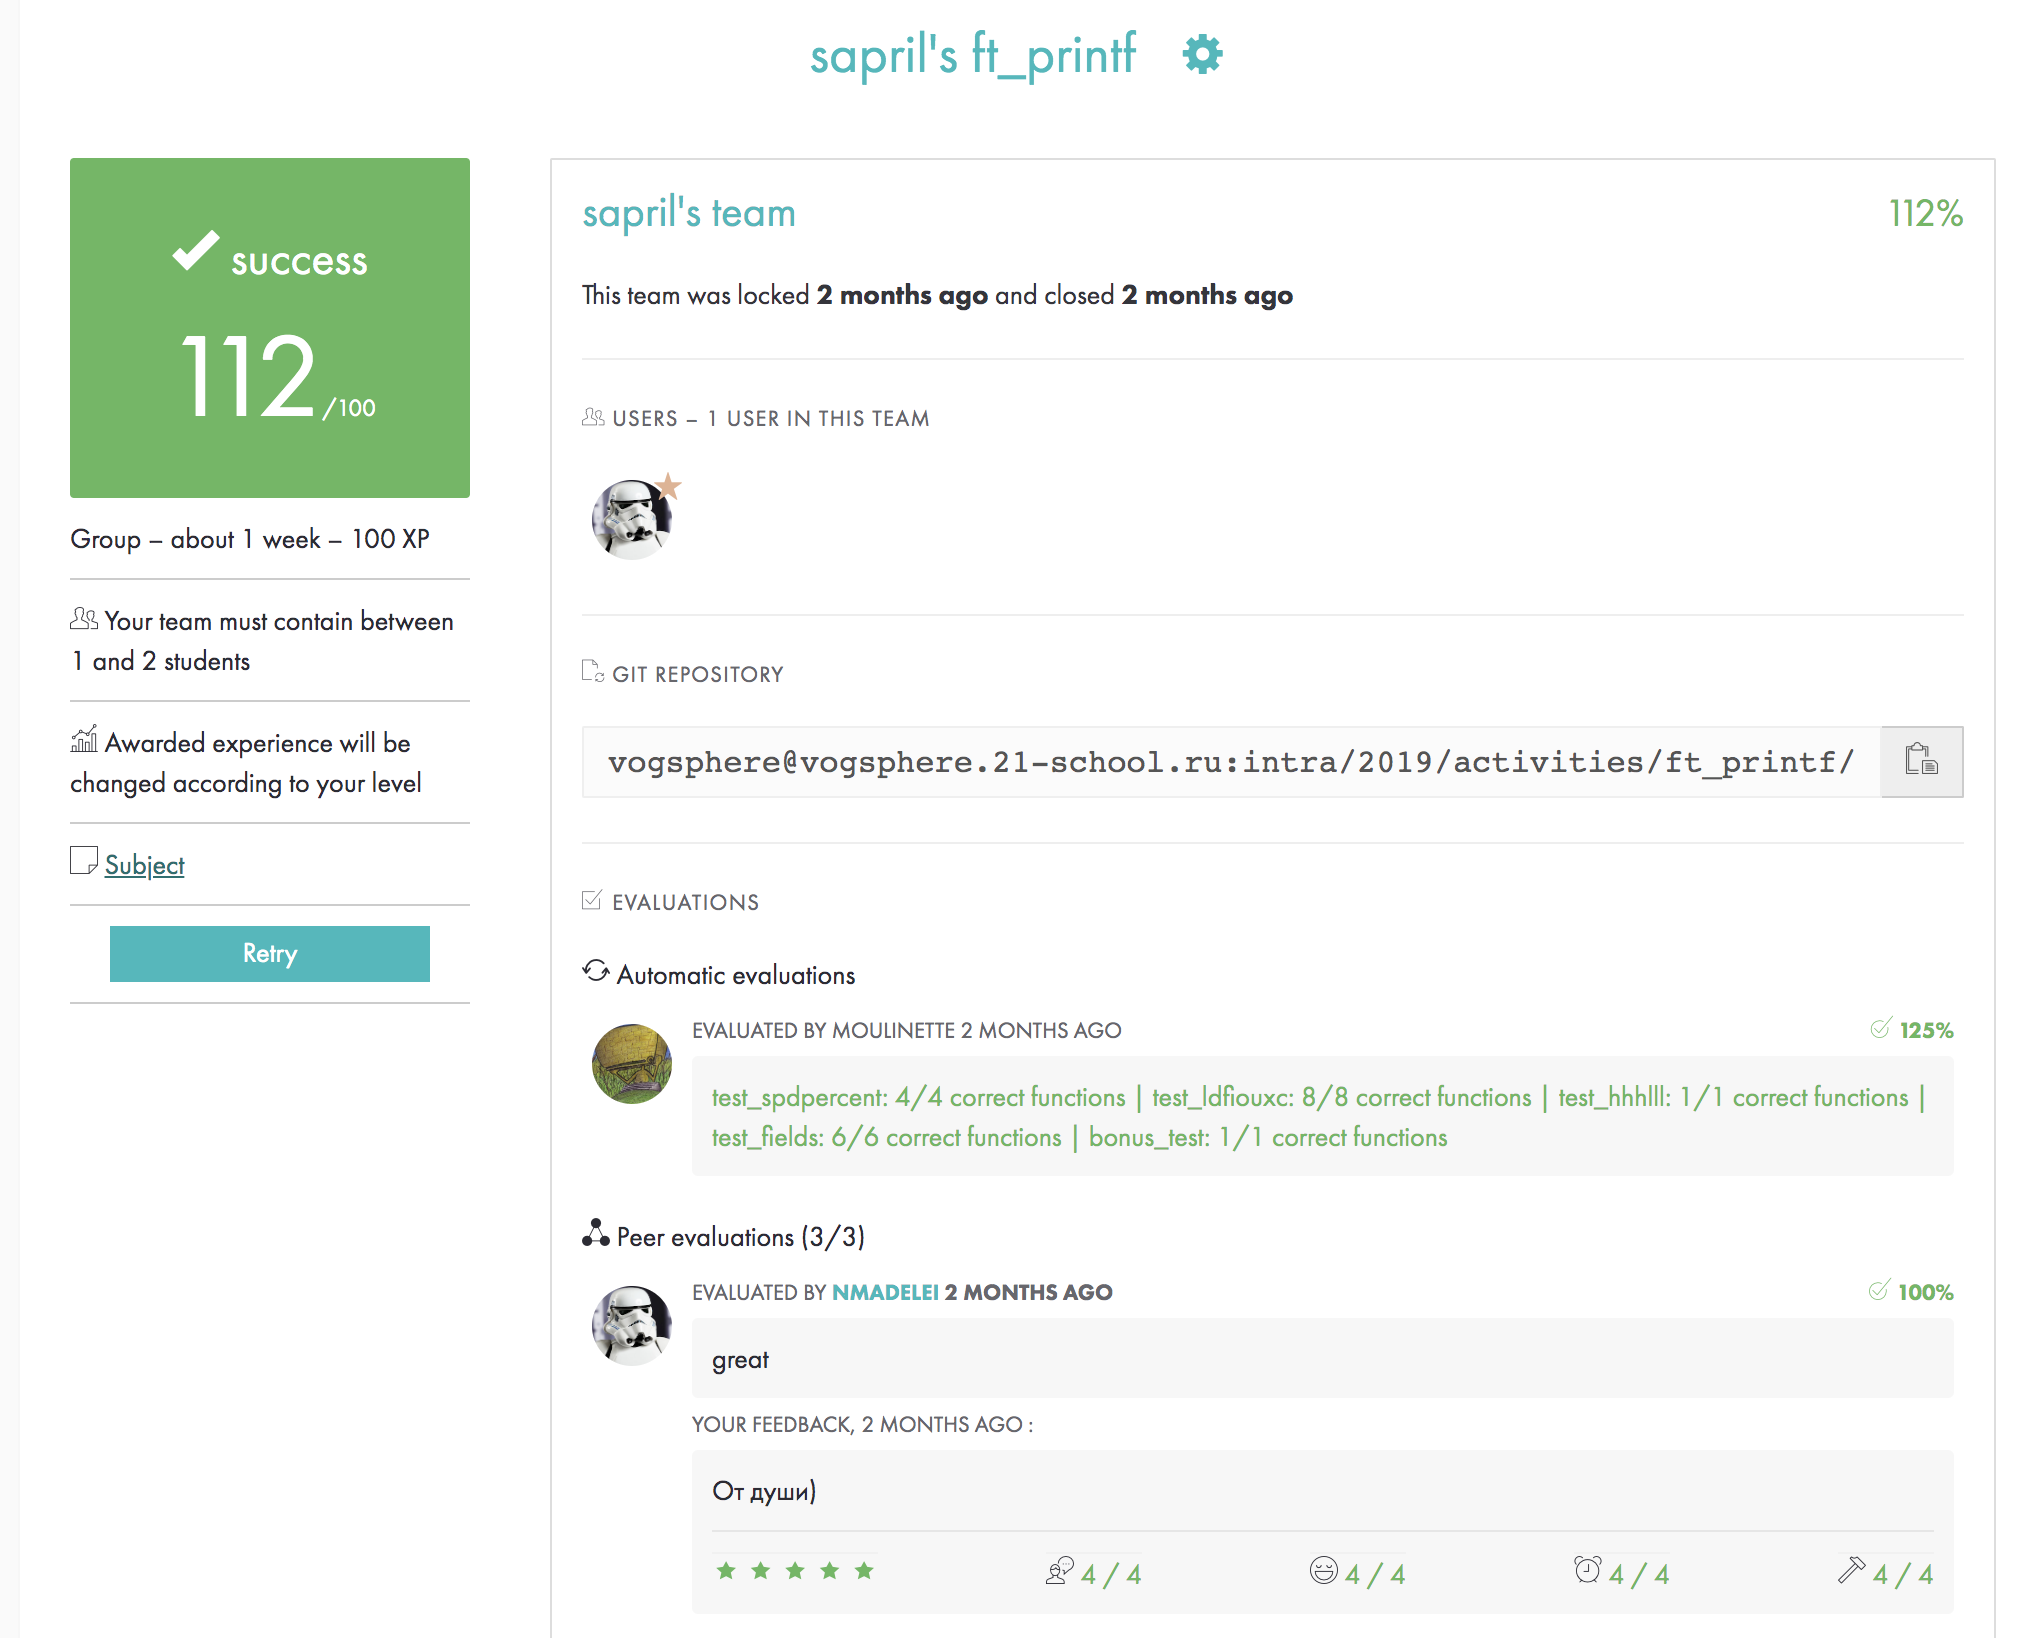 sapril's ft_printf
success
112 /100
Group – about 1 week – 100 XP
Your team must contain between
1 and 2 students
Awarded experience will be
changed according to your level
Subject
Retry
sapril's team 112%
This team was locked 2 months ago and closed 2 months ago
USERS – 1 USER IN THIS TEAM
GIT REPOSITORY
vogsphere@vogsphere.21-school.ru:intra/2019/activities/ft_printf/
EVALUATIONS
Automatic evaluations
EVALUATED BY MOULINETTE 2 MONTHS AGO 125%
test_spdpercent: 4/4 correct functions | test_ldfiouxc: 8/8 correct functions | test_hhhlll: 1/1 correct functions |
test_fields: 6/6 correct functions | bonus_test: 1/1 correct functions
Peer evaluations (3/3)
EVALUATED BY NMADELEI 2 MONTHS AGO 100%
great
YOUR FEEDBACK, 2 MONTHS AGO :
От души)
4 / 4 4 / 4 4 / 4 4 / 4